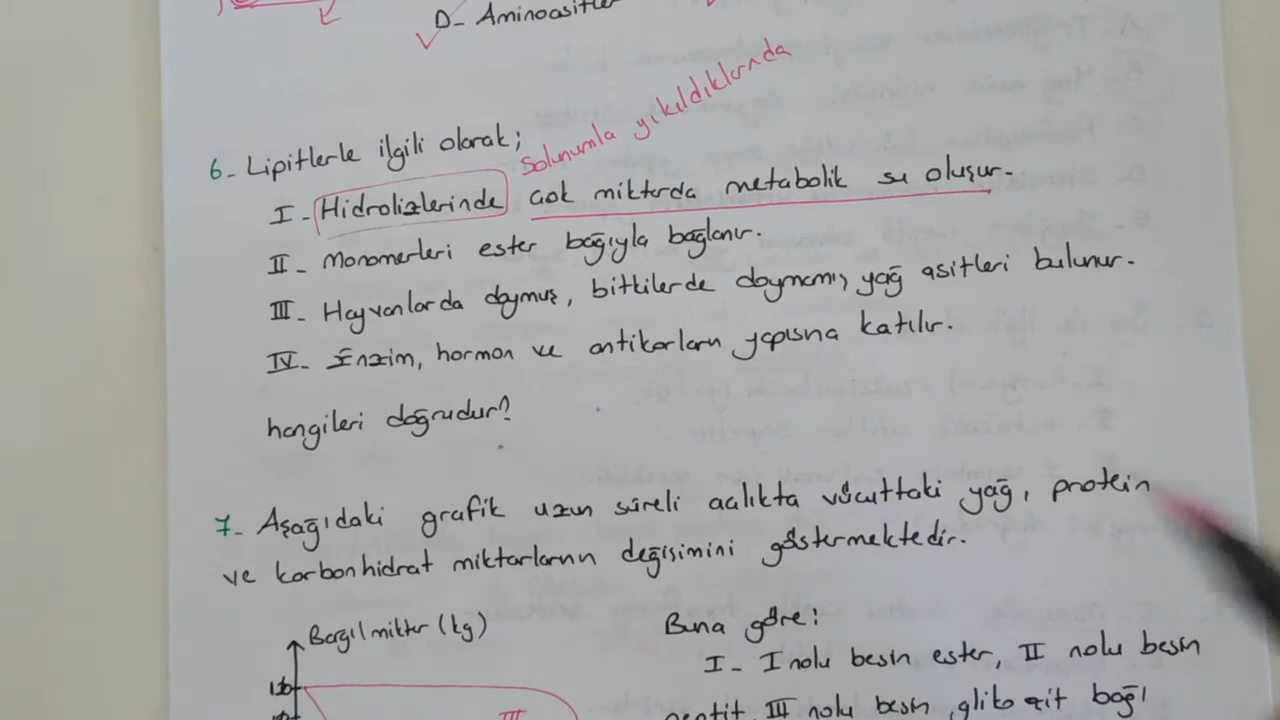 D- Aminoasitler
Solunumla yıkıldıklarında
6- Lipitlerle ilgili olarak;
I- Hidrolizlerinde çok miktarda metabolik su oluşur.
II- Monomerleri ester bağıyla bağlanır.
III- Hayvanlarda doymuş, bitkilerde doymamış yağ asitleri bulunur.
IV- Enzim, hormon ve antikorların yapısına katılır.
hangileri doğrudur?
7- Aşağıdaki grafik uzun süreli açlıkta vücuttaki yağ, protein
ve karbonhidrat miktarlarının değişimini göstermektedir.
Bağıl miktar (kg)
Buna göre;
I- I nolu besin ester, II nolu besin
III nolu besin glikozit bağı
III